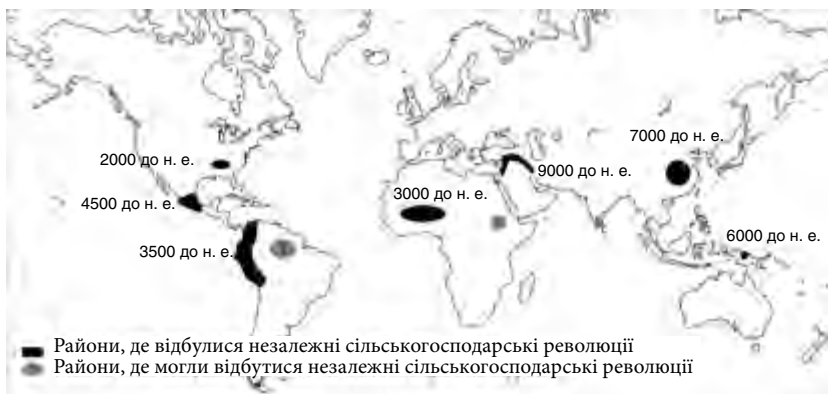 7000 до н. е.
2000 до н. е.
9000 до н. е.
3000 до н. е.
4500 до н. е.
6000 до н. е.
3500 до н. е.
Райони, де відбулися незалежні сільськогосподарські революції
Райони, де могли відбутися незалежні сільськогосподарські революції